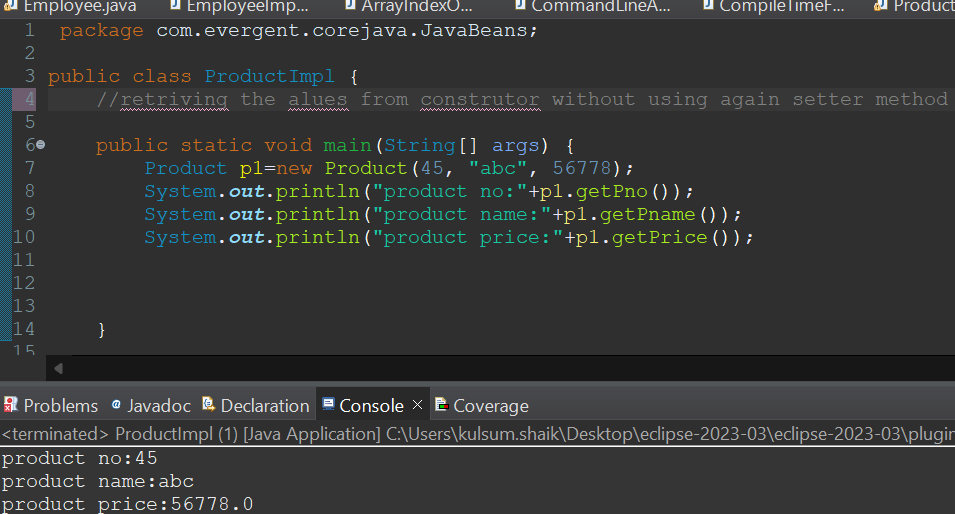 Employee.java EmployeeImp... ArrayIndexO... CommandLineA... CompileTimeF... Product
1 package com.evergent.corejava.JavaBeans;
2
3 public class ProductImpl {
4 //retriving the alues from construtor without using again setter method
5
6 public static void main(String[] args) {
7 Product p1=new Product(45, "abc", 56778);
8 System.out.println("product no:"+p1.getPno());
9 System.out.println("product name:"+p1.getPname());
10 System.out.println("product price:"+p1.getPrice());
11
12
13
14 }
15
Problems @ Javadoc Declaration Console × Coverage
<terminated> ProductImpl (1) [Java Application] C:\Users\kulsum.shaik\Desktop\eclipse-2023-03\eclipse-2023-03\plugin
product no:45
product name:abc
product price:56778.0